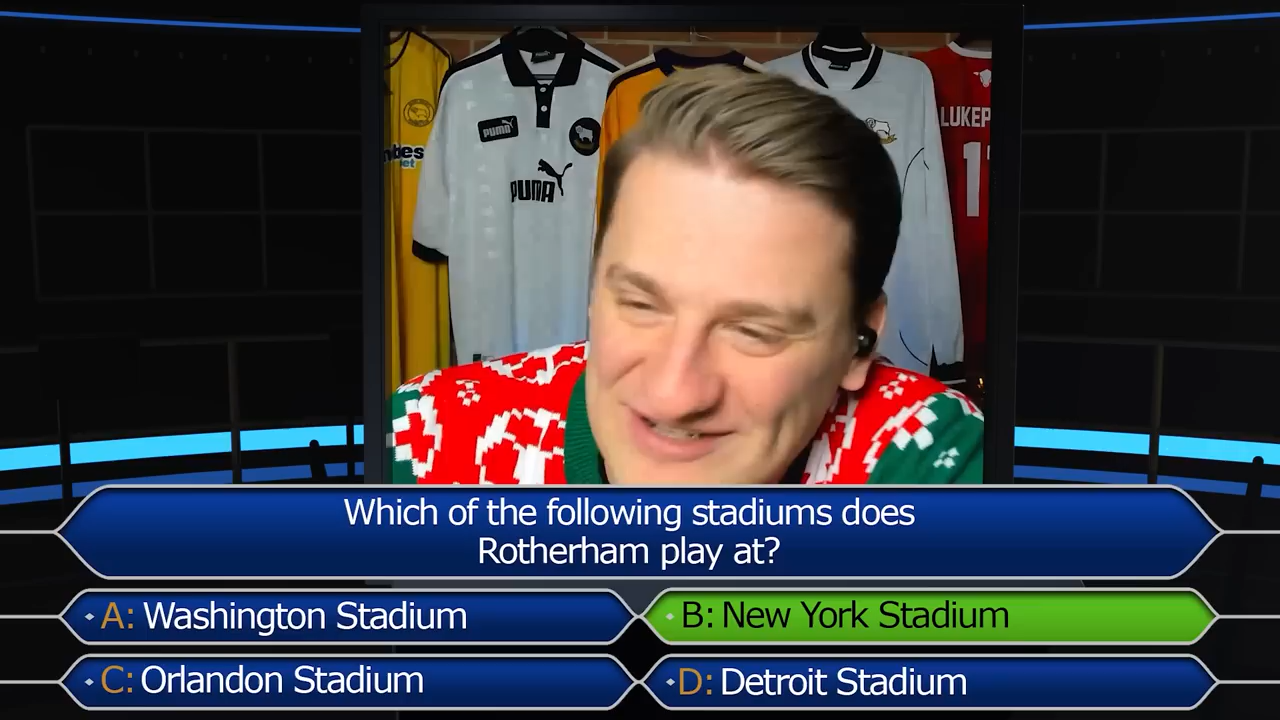 PUMA
PUMA
LUKEP
1
Which of the following stadiums does
Rotherham play at?
A: Washington Stadium
B: New York Stadium
C: Orlandon Stadium
D: Detroit Stadium